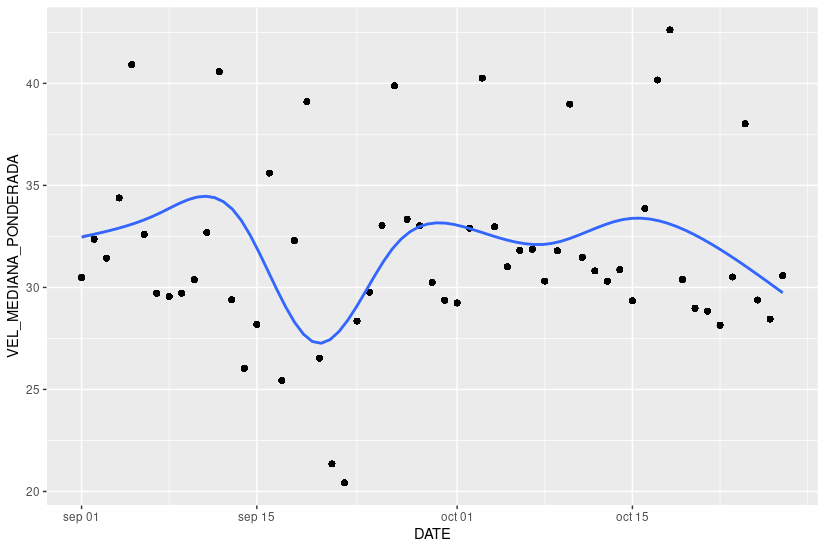 VEL_MEDIANA_PONDERADA
40
35
30
25
20
sep 01
sep 15
oct 01
oct 15
DATE